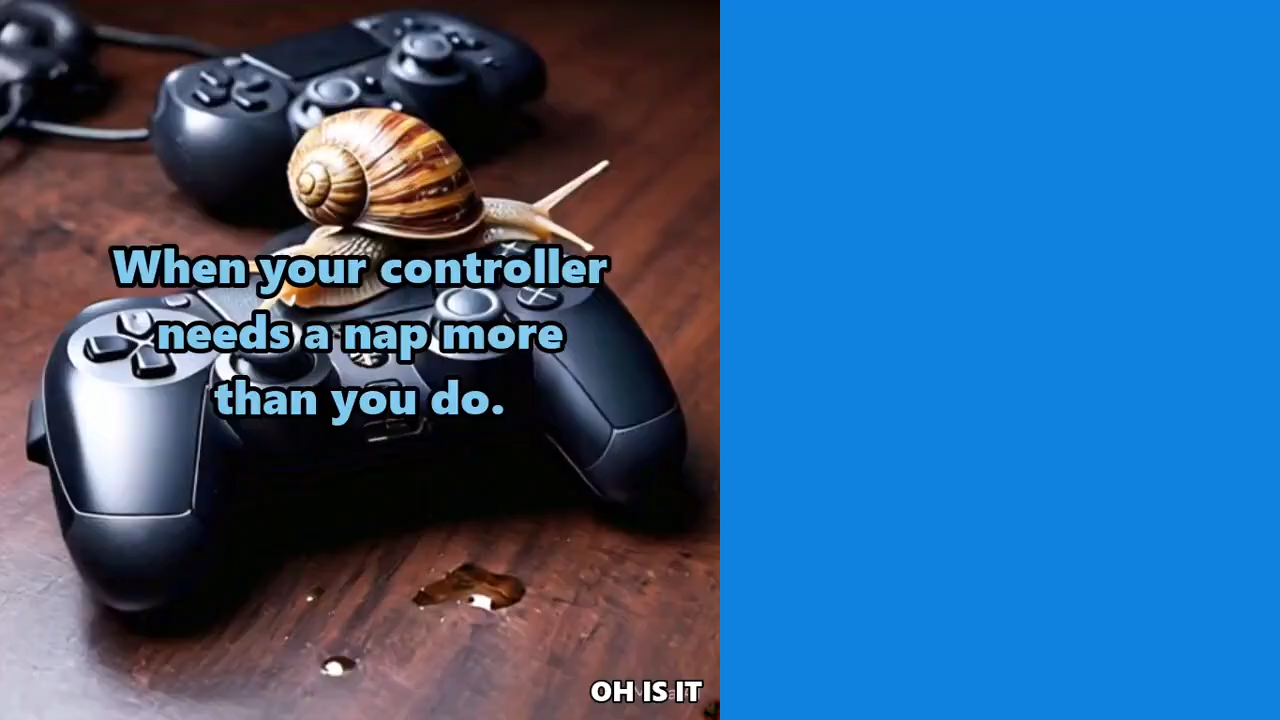 When your controller
needs a nap more
than you do.
OH IS IT